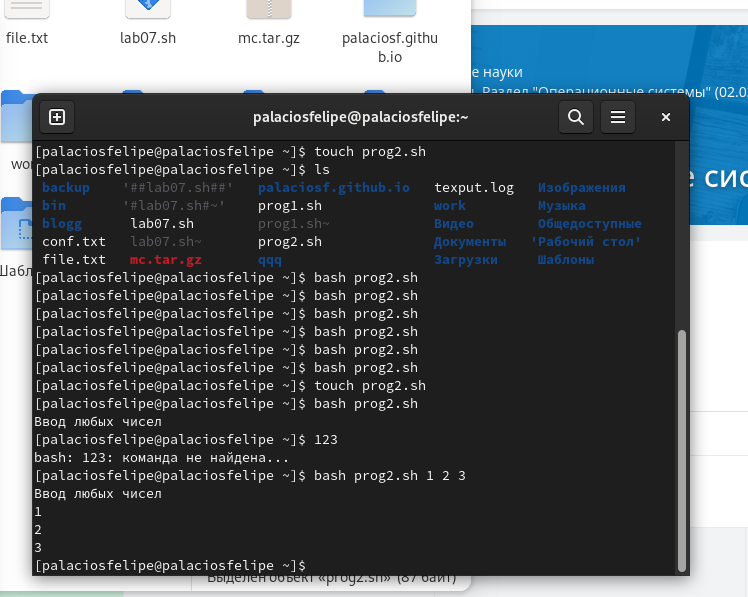 file.txt lab07.sh mc.tar.gz palaciosf.githu
b.io
е науки
Раздел "Операционные системы" (02.0
palaciosfelipe@palaciosfelipe:~
[palaciosfelipe@palaciosfelipe ~]$ touch prog2.sh
[palaciosfelipe@palaciosfelipe ~]$ ls
backup '##lab07.sh##' palaciosf.github.io texput.log Изображения
bin '#lab07.sh#~' prog1.sh work Музыка
blogg lab07.sh prog1.sh~ Видео Общедоступные
conf.txt lab07.sh~ prog2.sh Документы 'Рабочий стол'
file.txt mc.tar.gz qqq Загрузки Шаблоны
[palaciosfelipe@palaciosfelipe ~]$ bash prog2.sh
[palaciosfelipe@palaciosfelipe ~]$ bash prog2.sh
[palaciosfelipe@palaciosfelipe ~]$ bash prog2.sh
[palaciosfelipe@palaciosfelipe ~]$ bash prog2.sh
[palaciosfelipe@palaciosfelipe ~]$ bash prog2.sh
[palaciosfelipe@palaciosfelipe ~]$ bash prog2.sh
[palaciosfelipe@palaciosfelipe ~]$ touch prog2.sh
[palaciosfelipe@palaciosfelipe ~]$ bash prog2.sh
Ввод любых чисел
[palaciosfelipe@palaciosfelipe ~]$ 123
bash: 123: команда не найдена...
[palaciosfelipe@palaciosfelipe ~]$ bash prog2.sh 1 2 3
Ввод любых чисел
1
2
3
[palaciosfelipe@palaciosfelipe ~]$
wor
е сис
Шабл
Выделен объект «prog2.sh» (87 байт)